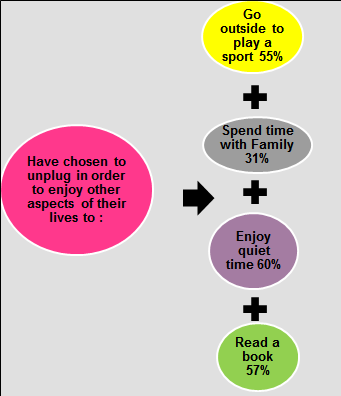 Go
outside to
play a
sport 55%
Spend time
with Family
31%
Have chosen to
unplug in order
to enjoy other
aspects of their
lives to :
Enjoy
quiet
time 60%
Read a
book
57%